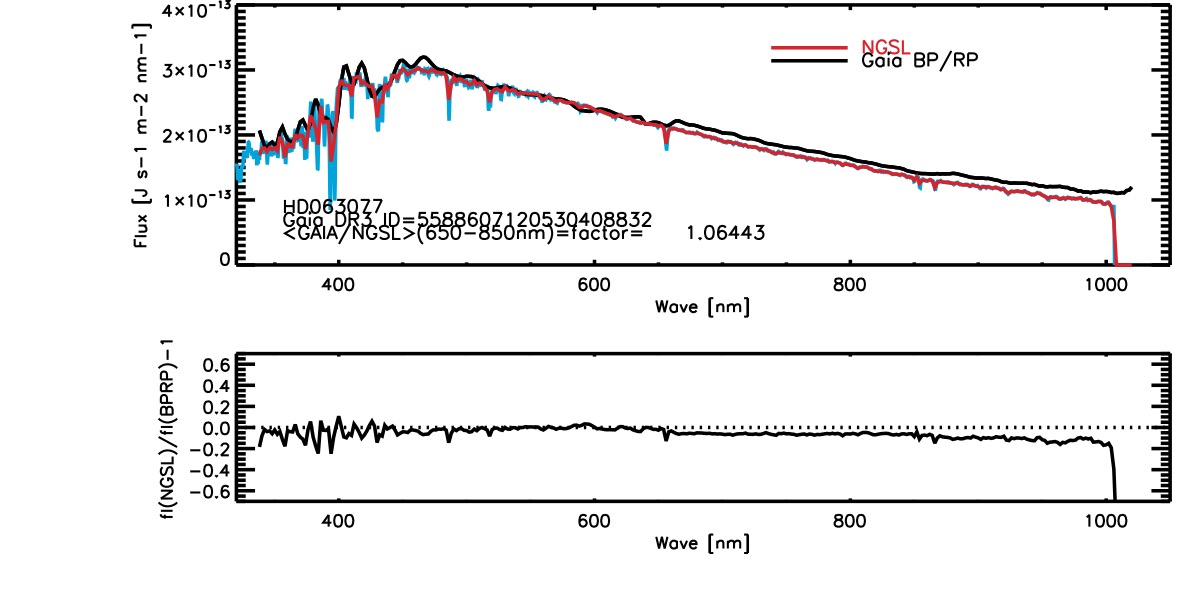 4×10−13
3×10−13
2×10−13
1×10−13
0
Flux [J s−1 m−2 nm−1]
NGSL
Gaia BP/RP
HD063077
Gaia DR3 ID=5588607120530408832
<GAIA/NGSL>(650−850nm)=factor= 1.06443
400 600 800 1000
Wave [nm]
fl(NGSL)/fl(BPRP)−1
0.6
0.4
0.2
0.0
−0.2
−0.4
−0.6
400 600 800 1000
Wave [nm]